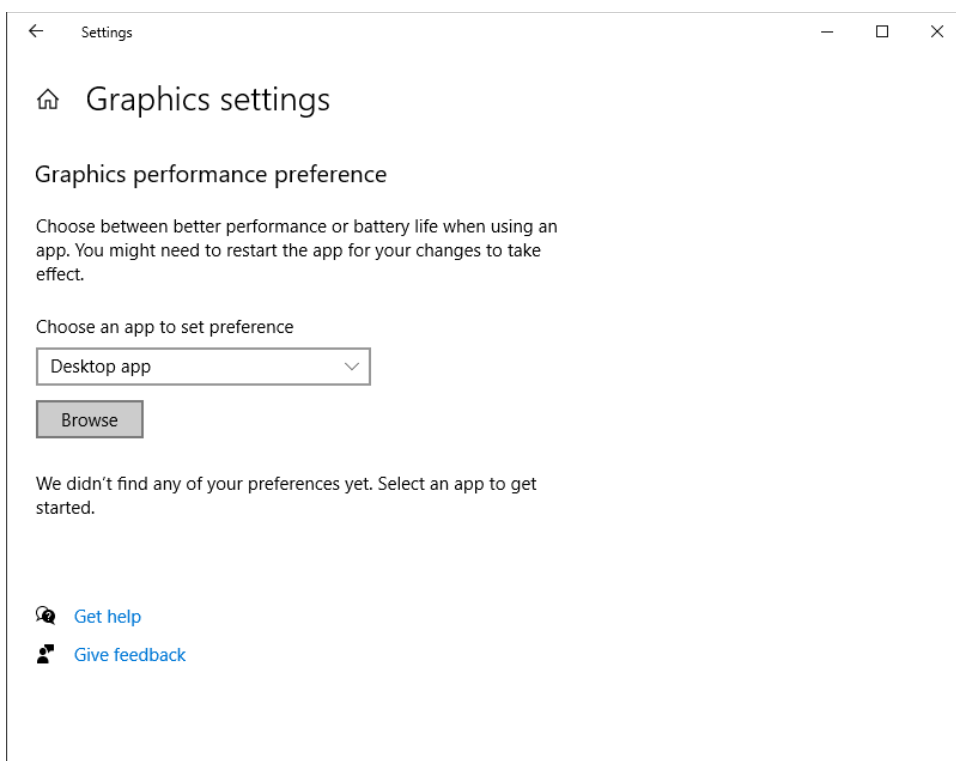 Settings
Graphics settings
Graphics performance preference
Choose between better performance or battery life when using an
app. You might need to restart the app for your changes to take
effect.
Choose an app to set preference
Desktop app
Browse
We didn’t find any of your preferences yet. Select an app to get
started.
Get help
Give feedback